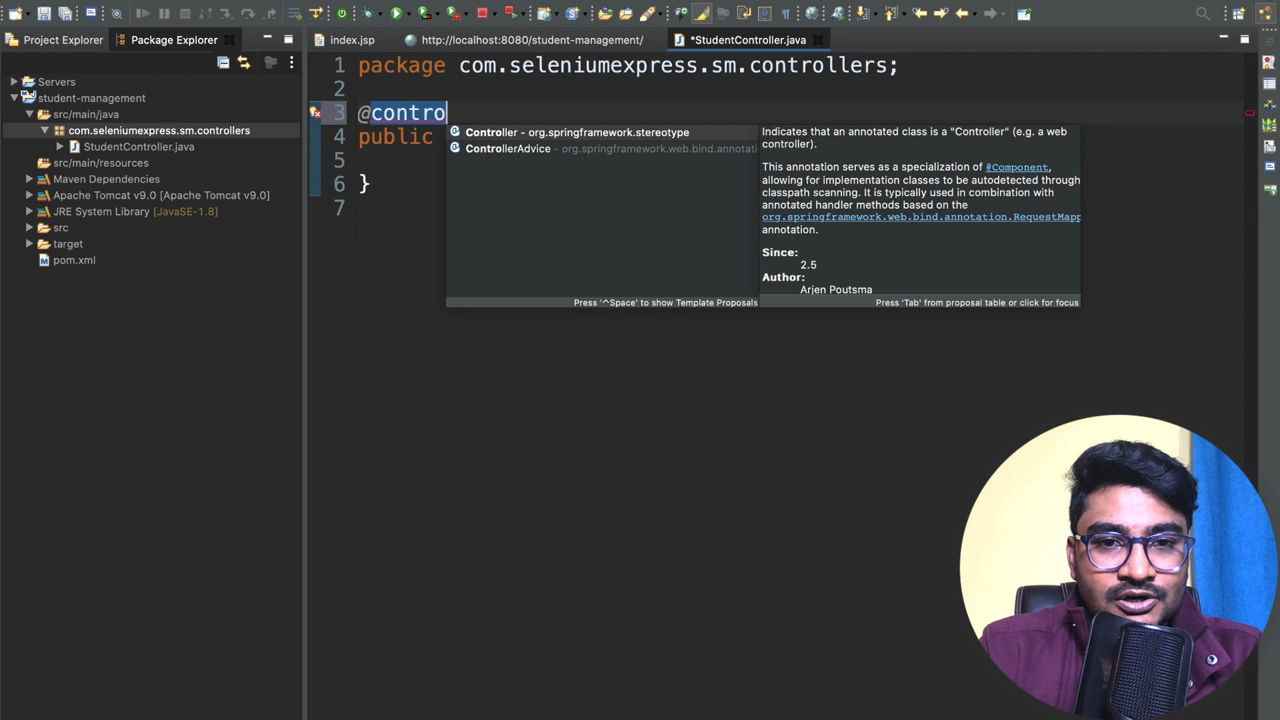 Project Explorer
Package Explorer
index.jsp
http://localhost:8080/student-management/
*StudentController.java
Servers
student-management
src/main/java
com.seleniumexpress.sm.controllers
StudentController.java
src/main/resources
Maven Dependencies
Apache Tomcat v9.0 [Apache Tomcat v9.0]
JRE System Library [JavaSE-1.8]
src
target
pom.xml
1 package com.seleniumexpress.sm.controllers;
2
3 @contro
4 public
5
6 }
7
Controller - org.springframework.stereotype
ControllerAdvice - org.springframework.web.bind.annotati
Press '^Space' to show Template Proposals
Indicates that an annotated class is a "Controller" (e.g. a web
controller).
This annotation serves as a specialization of @Component,
allowing for implementation classes to be autodetected through
classpath scanning. It is typically used in combination with
annotated handler methods based on the
org.springframework.web.bind.annotation.RequestMapp
annotation.
Since:
2.5
Author:
Arjen Poutsma
Press 'Tab' from proposal table or click for focus